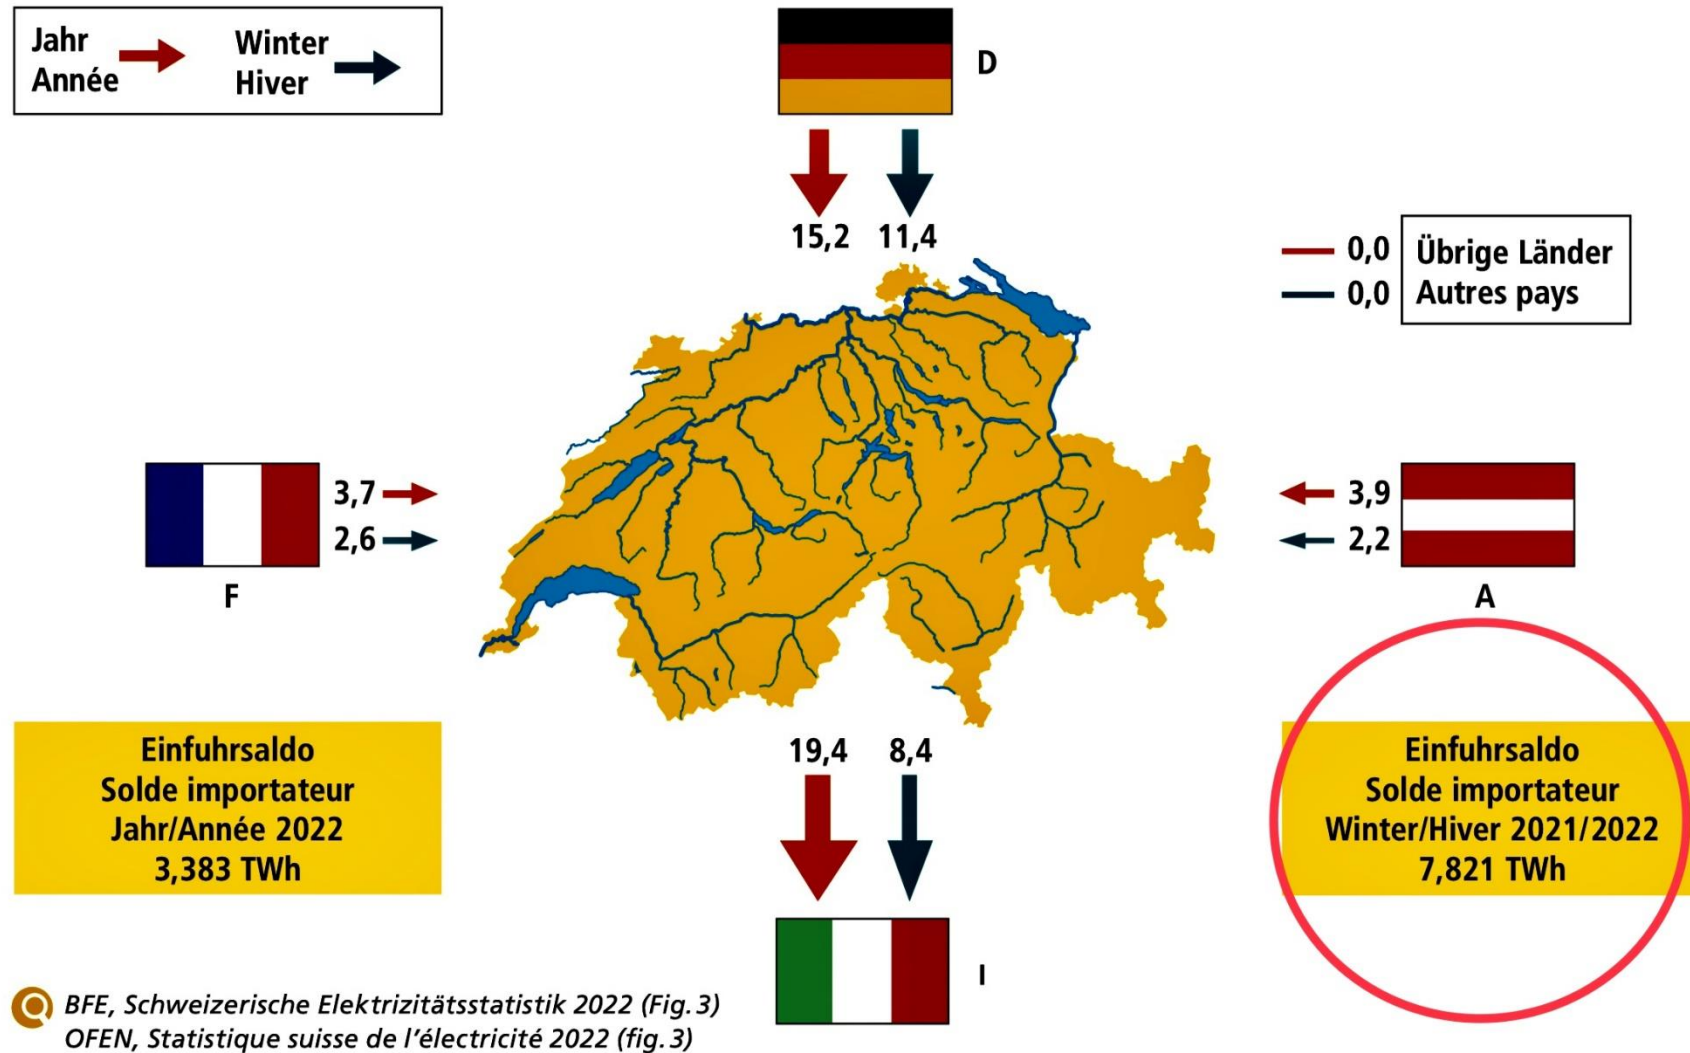 Jahr
Année
Winter
Hiver
D
15,2 11,4
0,0
0,0
Übrige Länder
Autres pays
3,7
2,6
F
3,9
2,2
A
Einfuhrsaldo
Solde importateur
Jahr/Année 2022
3,383 TWh
19,4 8,4
Einfuhrsaldo
Solde importateur
Winter/Hiver 2021/2022
7,821 TWh
I
BFE, Schweizerische Elektrizitätsstatistik 2022 (Fig. 3)
OFEN, Statistique suisse de l'électricité 2022 (fig. 3)